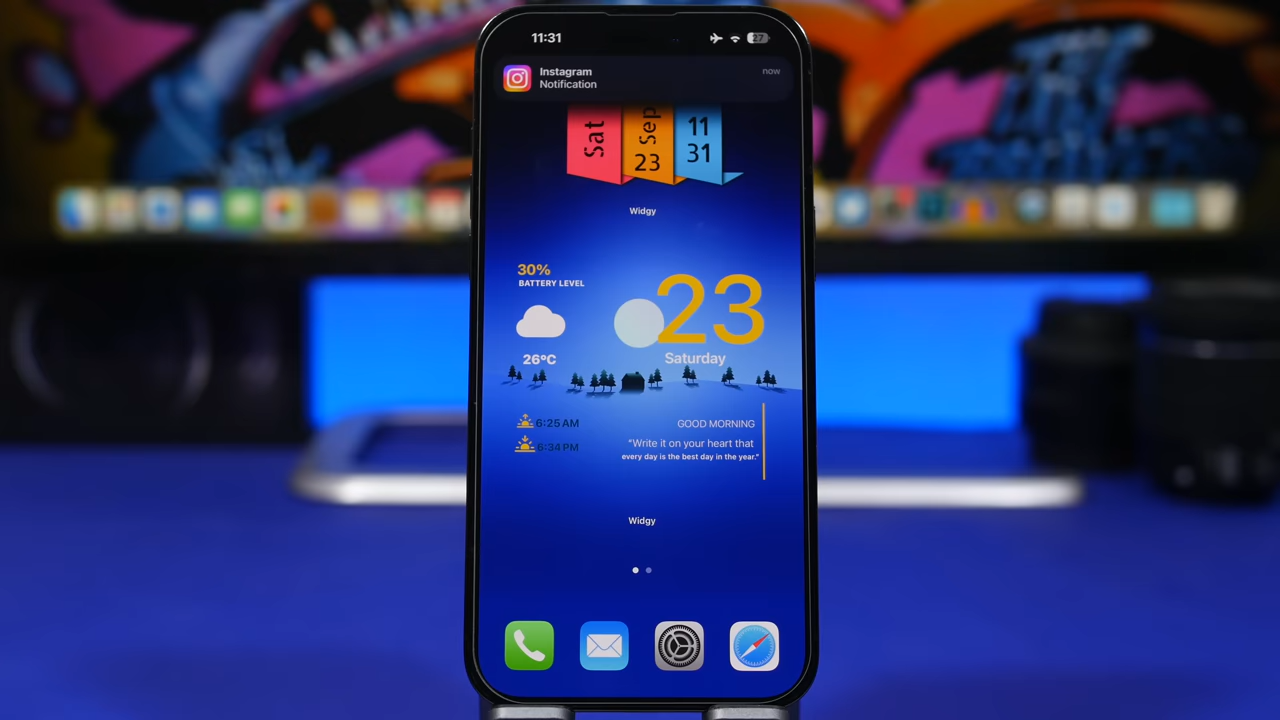 11:31
27
Instagram
now
Notification
Sat
Sep
23
11
31
Widgy
30%
BATTERY LEVEL
23
26°C
Saturday
6:25 AM
GOOD MORNING
6:34 PM
"Write it on your heart that
every day is the best day in the year."
Widgy